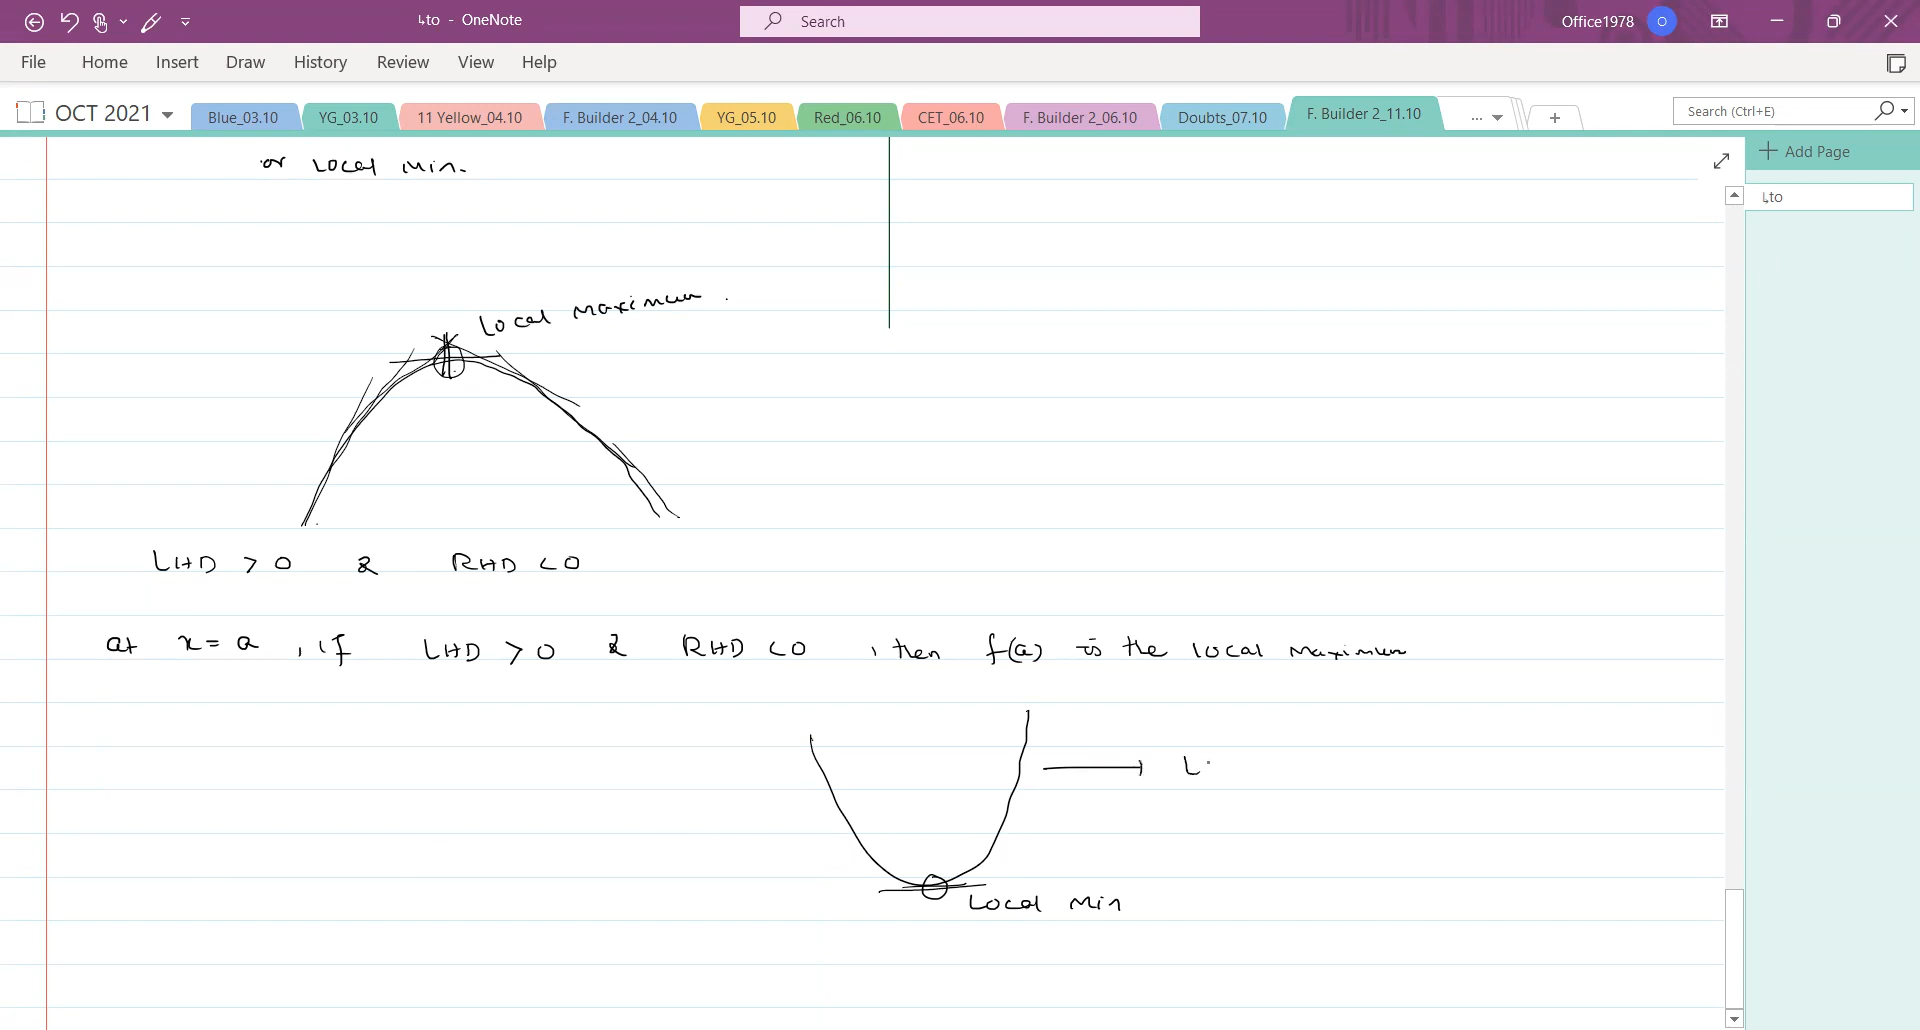 ↳to - OneNote
Search
Office1978
O
File Home Insert Draw History Review View Help
OCT 2021
Blue_03.10 YG_03.10 11 Yellow_04.10 F. Builder 2_04.10 YG_05.10 Red_06.10 CET_06.10 F. Builder 2_06.10 Doubts_07.10 F. Builder 2_11.10 ... +
Search (Ctrl+E)
+ Add Page
↳to
or Local Min.
Local Maximum.
LHD > 0 & RHD < 0
at x = a , if LHD > 0 & RHD < 0 , then f(a) is the local maximum
L
Local Min